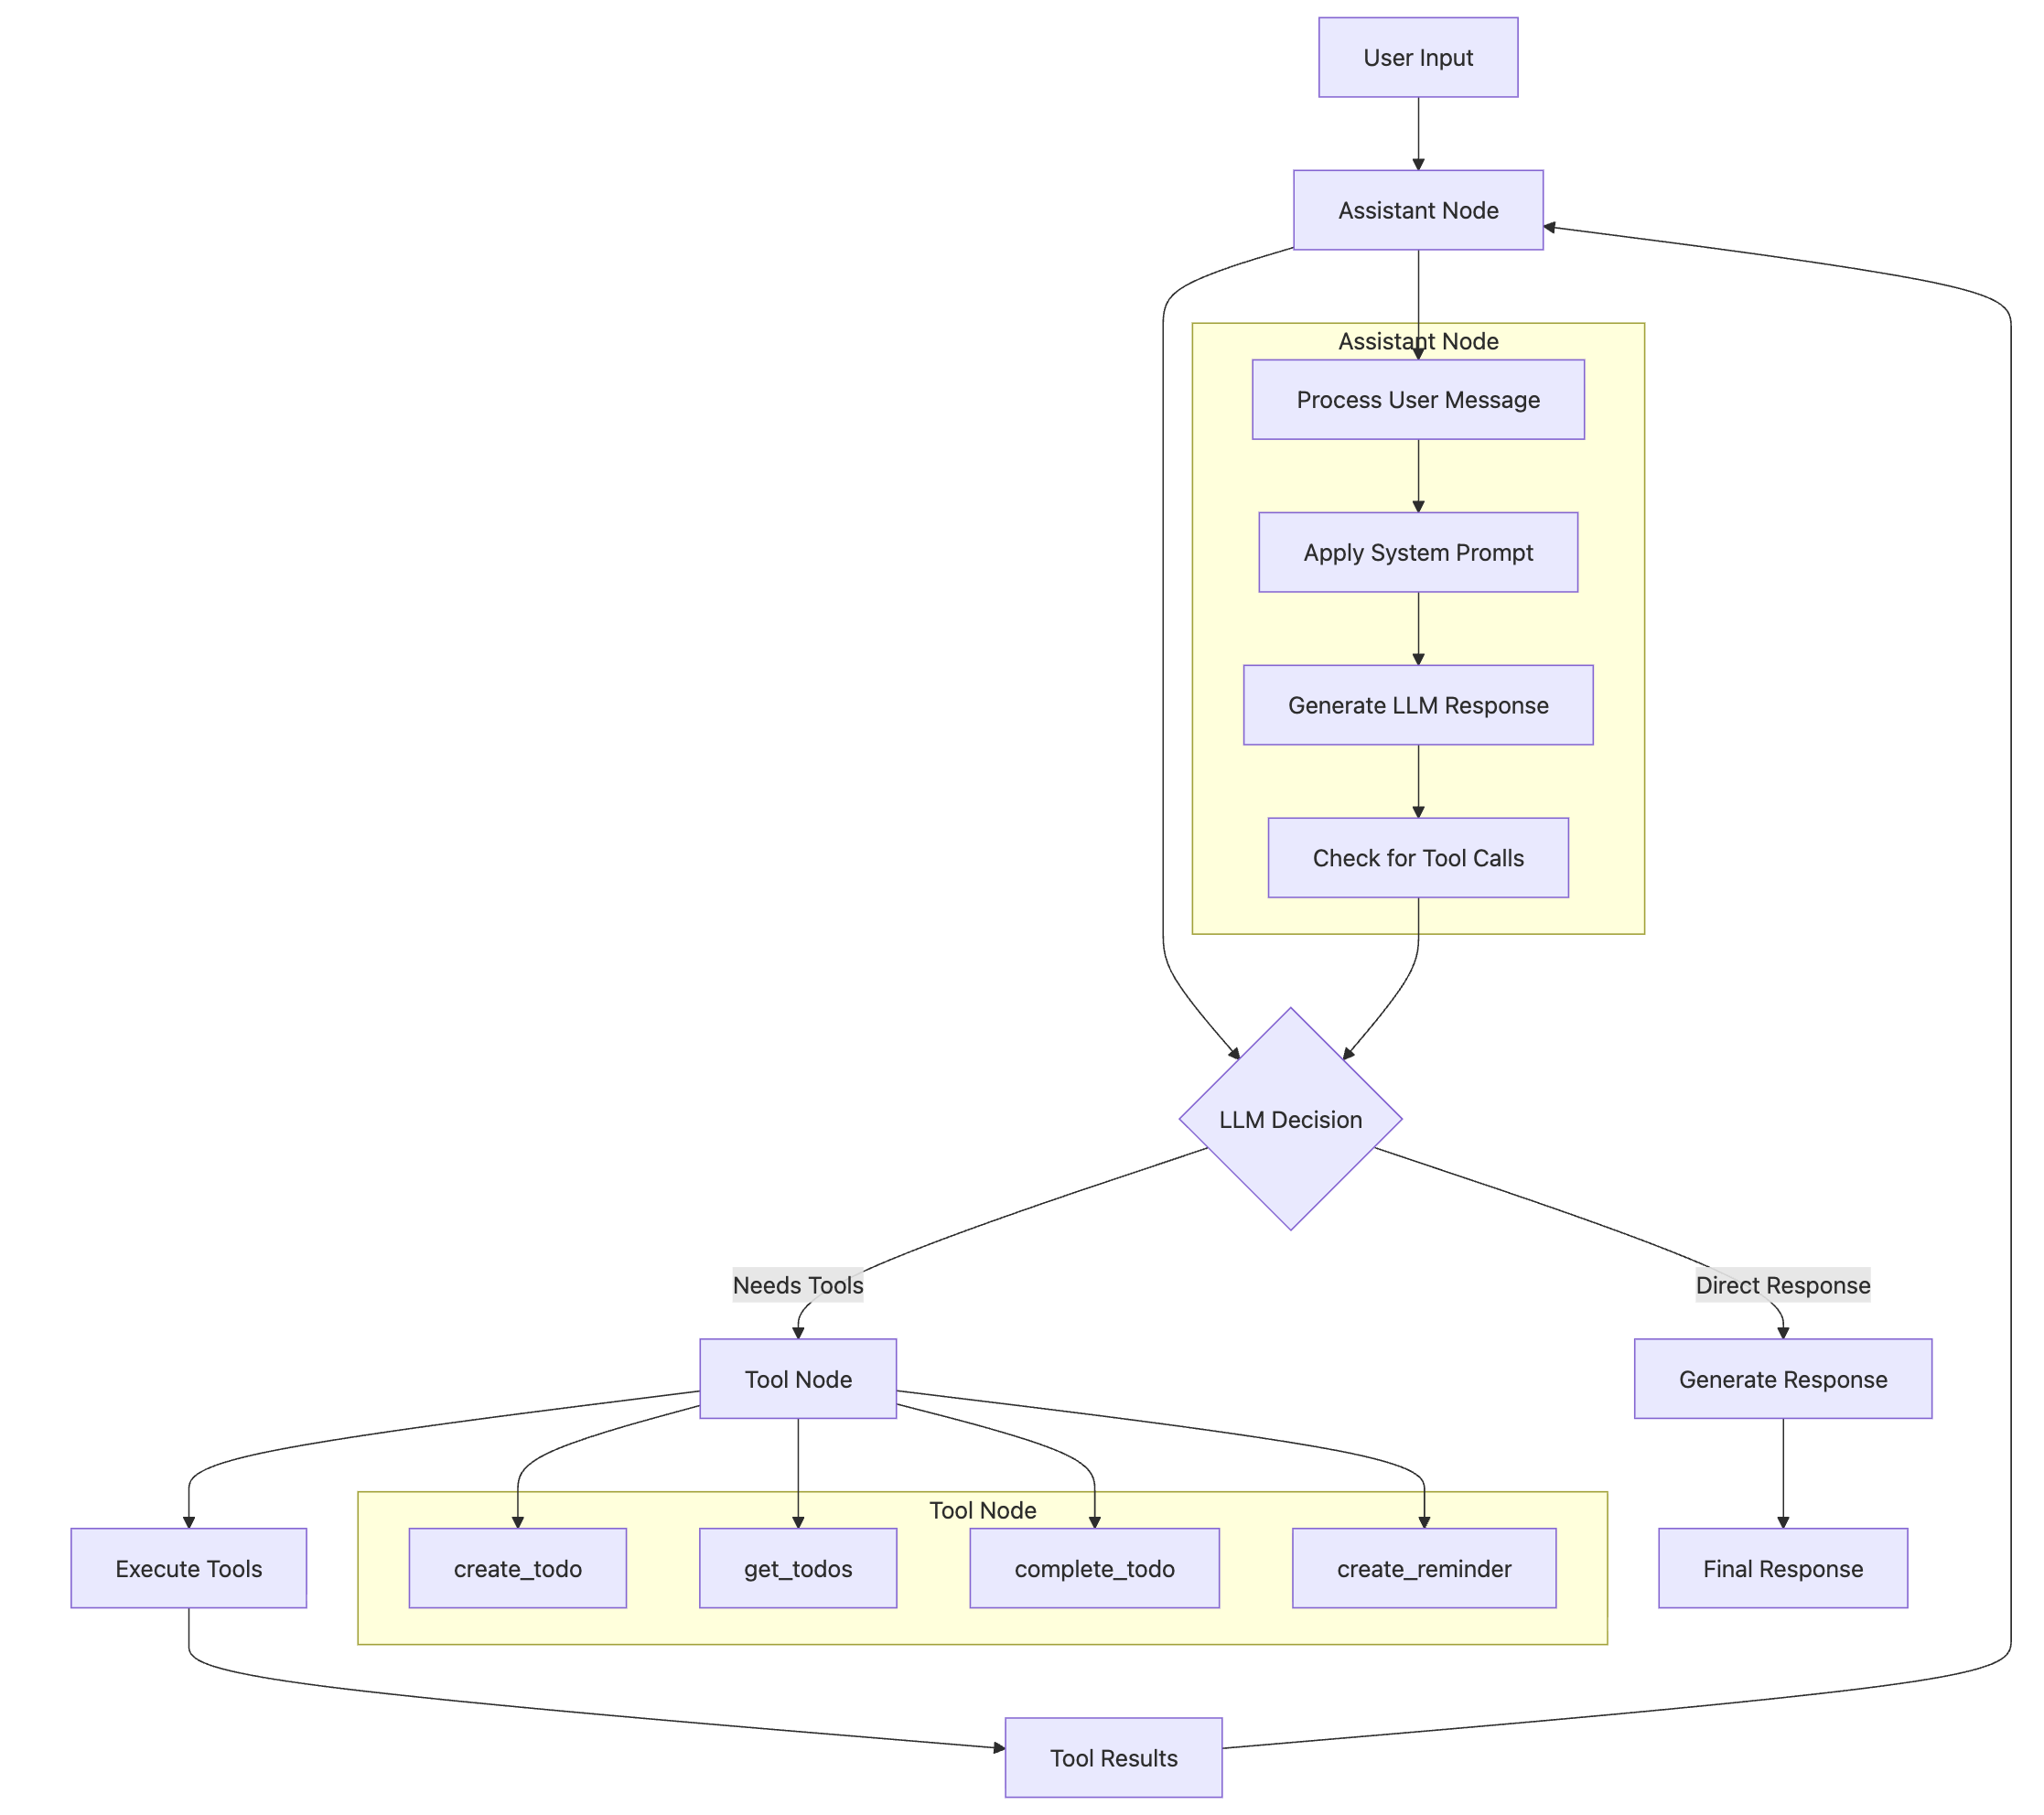 User Input
Assistant Node
Assistant Node
Process User Message
Apply System Prompt
Generate LLM Response
Check for Tool Calls
LLM Decision
Needs Tools
Direct Response
Tool Node
Generate Response
Tool Node
Execute Tools
create_todo
get_todos
complete_todo
create_reminder
Final Response
Tool Results